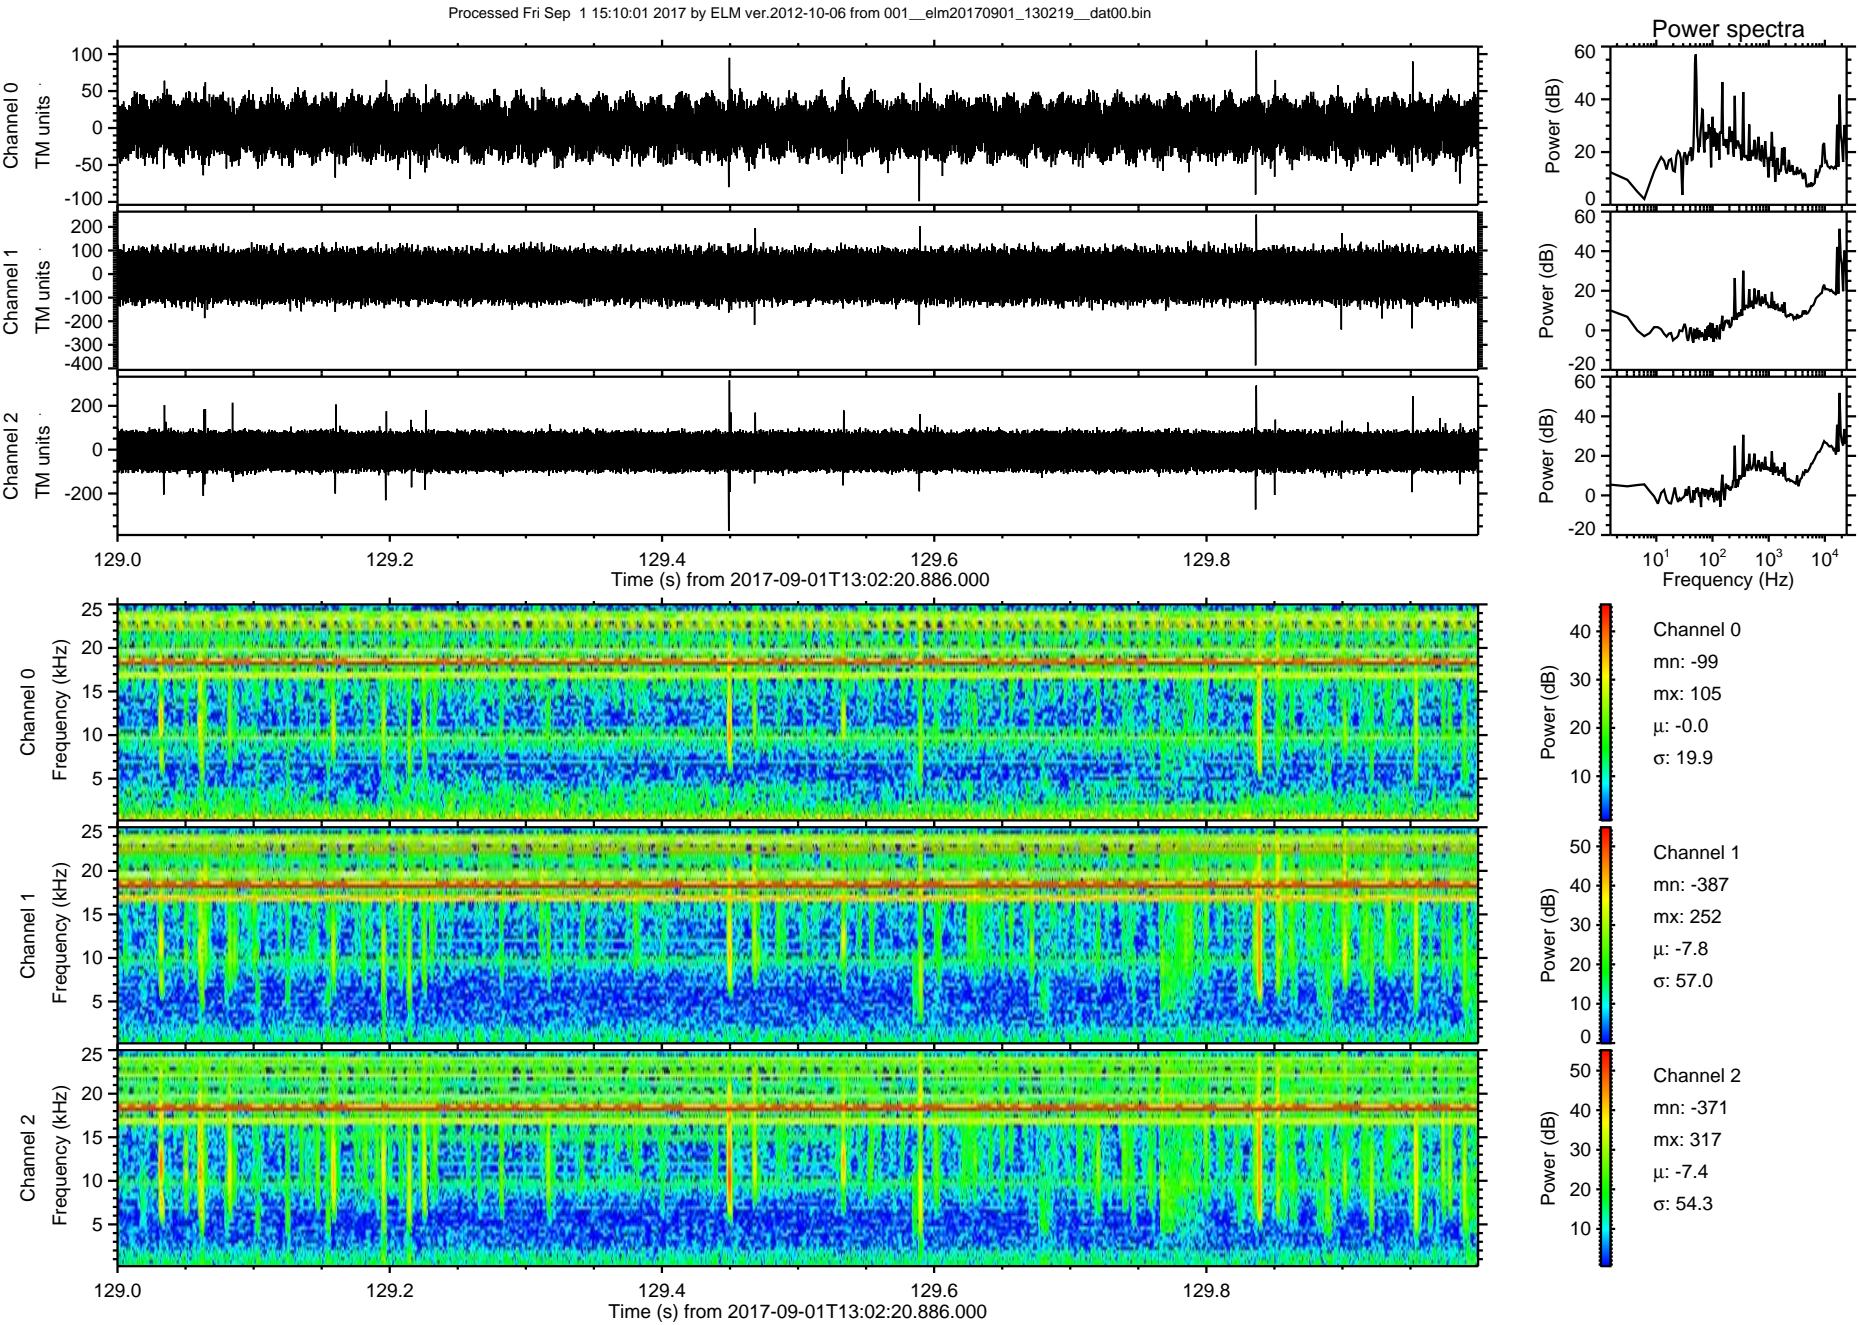 Processed Fri Sep  1 15:10:01 2017 by ELM ver.2012-10-06 from 001__elm20170901_130219__dat00.bin
Power spectra
Channel 0
TM units
100
50
0
-50
-100
Power (dB)
60
40
20
0
Channel 1
TM units
200
100
0
-100
-200
-300
-400
Power (dB)
60
40
20
0
-20
Channel 2
TM units
200
0
-200
Power (dB)
60
40
20
0
-20
129.0 129.2 129.4 129.6 129.8
Time (s) from 2017-09-01T13:02:20.886.000
10^1 10^2 10^3 10^4
Frequency (Hz)
Channel 0
Frequency (kHz)
25
20
15
10
5
Power (dB)
40
30
20
10
Channel 0
mn: -99
mx: 105
μ: -0.0
σ: 19.9
Channel 1
Frequency (kHz)
25
20
15
10
5
Power (dB)
50
40
30
20
10
0
Channel 1
mn: -387
mx: 252
μ: -7.8
σ: 57.0
Channel 2
Frequency (kHz)
25
20
15
10
5
Power (dB)
50
40
30
20
10
Channel 2
mn: -371
mx: 317
μ: -7.4
σ: 54.3
129.0 129.2 129.4 129.6 129.8
Time (s) from 2017-09-01T13:02:20.886.000